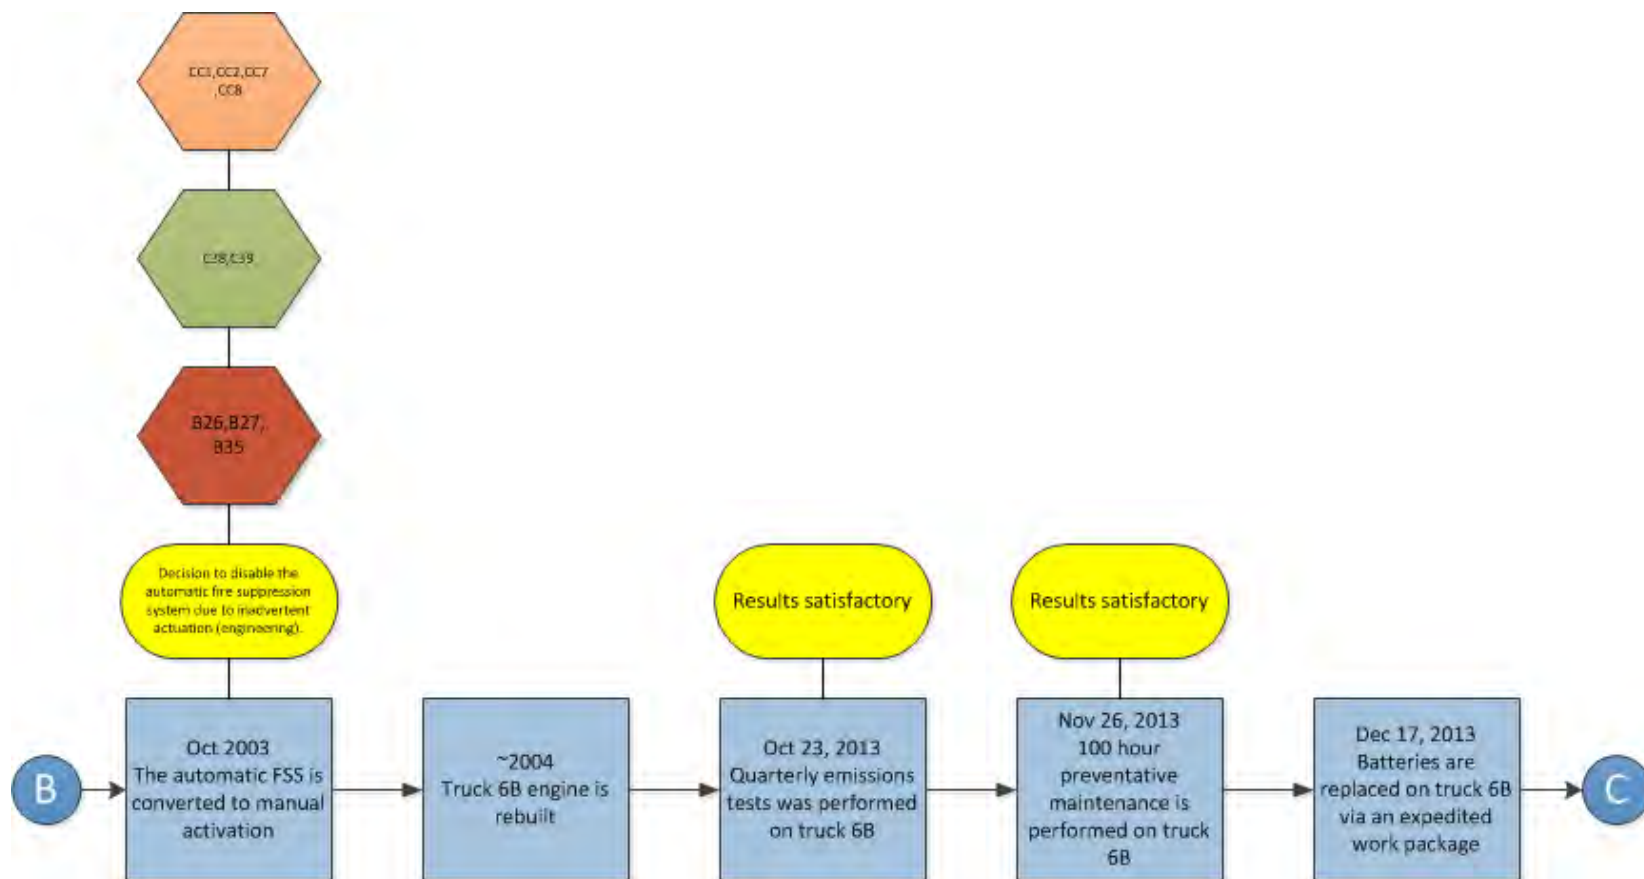 CC1,CC2,CC7
,CC8
C38,C39
B26,B27,
B35
Decision to disable the
automatic fire suppression
system due to inadvertent
actuation (engineering).
Results satisfactory
Results satisfactory
B
Oct 2003
The automatic FSS is
converted to manual
activation
~2004
Truck 6B engine is
rebuilt
Oct 23, 2013
Quarterly emissions
tests was performed
on truck 6B
Nov 26, 2013
100 hour
preventative
maintenance is
performed on truck
6B
Dec 17, 2013
Batteries are
replaced on truck 6B
via an expedited
work package
C